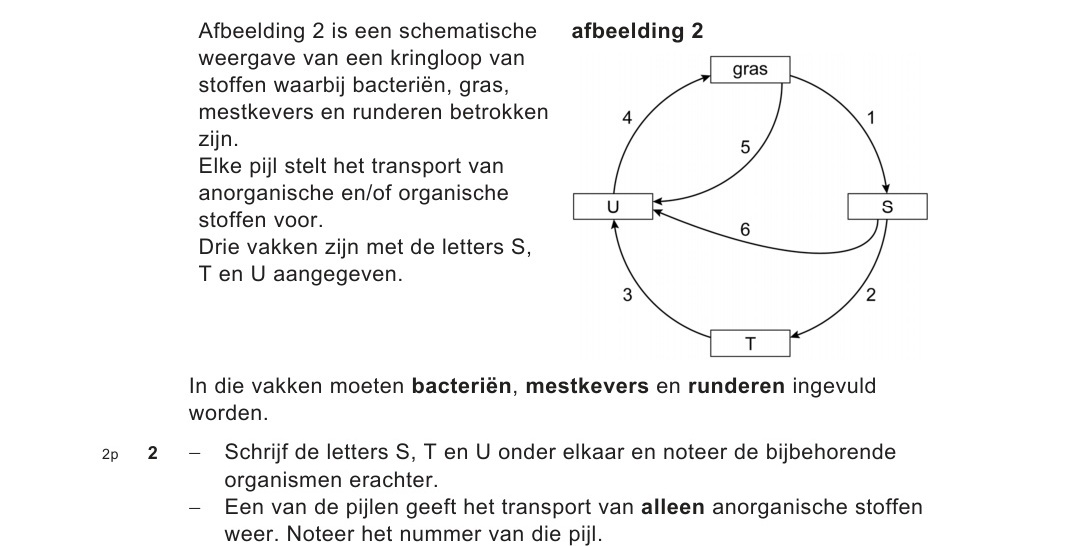 Afbeelding 2 is een schematische
weergave van een kringloop van
stoffen waarbij bacteriën, gras,
mestkevers en runderen betrokken
zijn.
Elke pijl stelt het transport van
anorganische en/of organische
stoffen voor.
Drie vakken zijn met de letters S,
T en U aangegeven.
afbeelding 2
gras
4
1
5
U
S
6
3
2
T
In die vakken moeten bacteriën, mestkevers en runderen ingevuld
worden.
2p 2 – Schrijf de letters S, T en U onder elkaar en noteer de bijbehorende
organismen erachter.
– Een van de pijlen geeft het transport van alleen anorganische stoffen
weer. Noteer het nummer van die pijl.